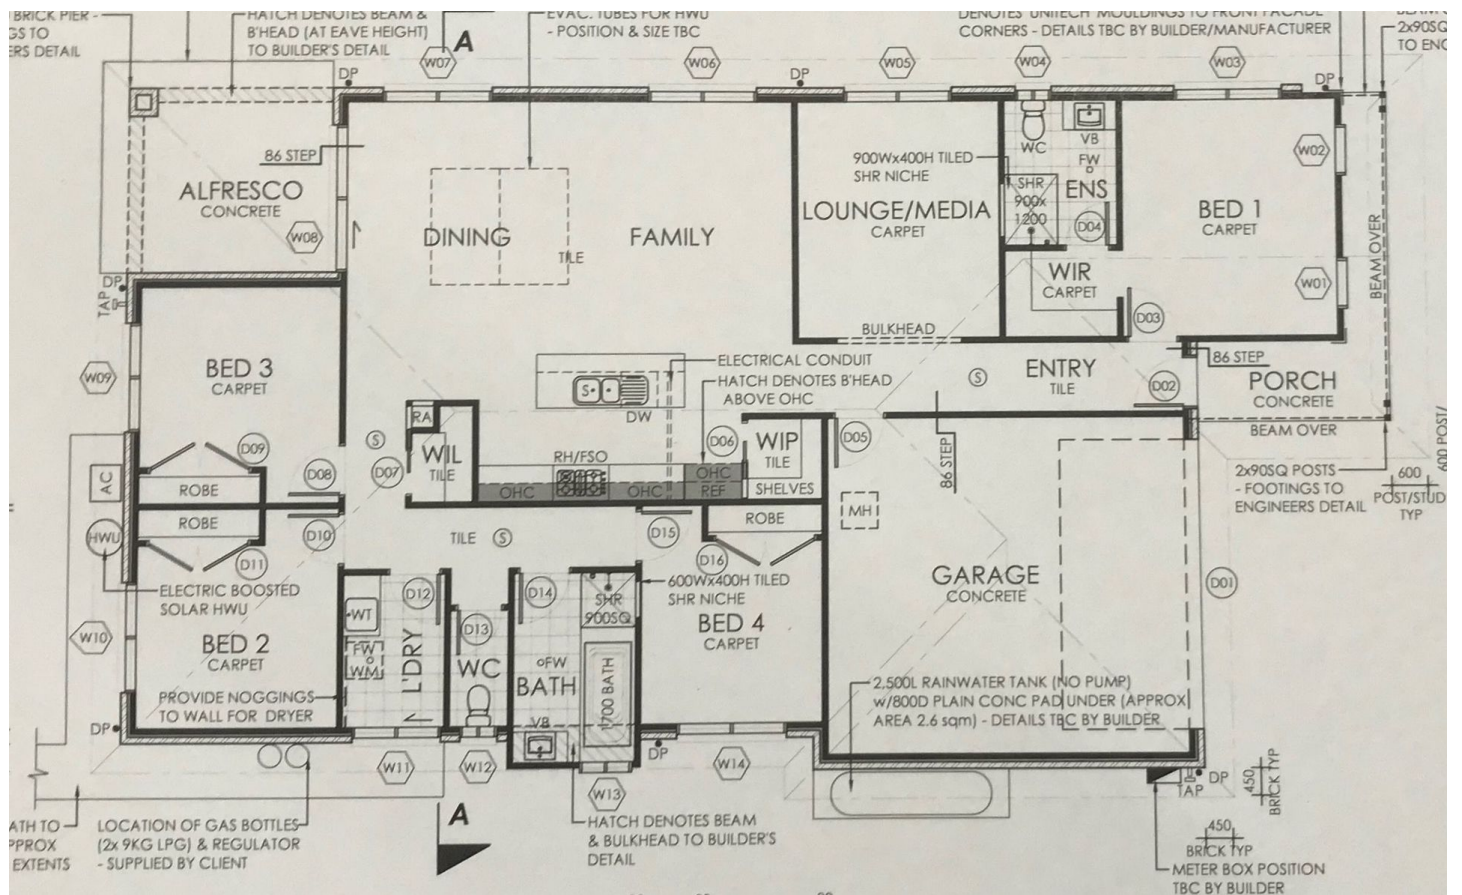 BRICK PIER -
GS TO
ERS DETAIL
HATCH DENOTES BEAM &
B'HEAD (AT EAVE HEIGHT)
TO BUILDER'S DETAIL
A
EVAC. TUBES FOR HWU
- POSITION & SIZE TBC
DENOTES 'UNITECH' MOULDINGS TO FRONT FACADE
CORNERS - DETAILS TBC BY BUILDER/MANUFACTURER
2x90SQ
TO ENG
DP
W07
W06
DP
W05
W04
W03
DP
86 STEP
ALFRESCO
CONCRETE
W08
DINING
FAMILY
TILE
900Wx400H TILED
SHR NICHE
LOUNGE/MEDIA
CARPET
WC
VB
FW
SHR
900x
1200
ENS
D04
BED 1
CARPET
W02
W01
WIR
CARPET
D03
BEAM OVER
DP
TAP
BULKHEAD
W09
BED 3
CARPET
ELECTRICAL CONDUIT
HATCH DENOTES B'HEAD
ABOVE OHC
S
ENTRY
TILE
D02
86 STEP
PORCH
CONCRETE
BEAM OVER
S
DW
RA
S
WIL
TILE
D07
D09
D08
D06
WIP
TILE
D05
86 STEP
RH/FSO
OHC
OHC
OHC
REF
SHELVES
2x90SQ POSTS
- FOOTINGS TO
ENGINEERS DETAIL
600
POST/STUD
TYP
600 POST/
AC
ROBE
ROBE
HWU
D10
D11
TILE
S
D15
ROBE
D16
MH
ELECTRIC BOOSTED
SOLAR HWU
W10
BED 2
CARPET
PROVIDE NOGGINGS
TO WALL FOR DRYER
D12
WT
FW
WM
L'DRY
D13
WC
D14
SHR
900SQ
FW
BATH
1700 BATH
VB
600Wx400H TILED
SHR NICHE
BED 4
CARPET
GARAGE
CONCRETE
D01
2,500L RAINWATER TANK (NO PUMP)
w/800D PLAIN CONC PAD UNDER (APPROX
AREA 2.6 sqm) - DETAILS TBC BY BUILDER
DP
W11
W12
W13
DP
W14
TAP
DP
450
BRICK TYP
ATH TO
PPROX
EXTENTS
LOCATION OF GAS BOTTLES
(2x 9KG LPG) & REGULATOR
- SUPPLIED BY CLIENT
A
HATCH DENOTES BEAM
& BULKHEAD TO BUILDER'S
DETAIL
450
BRICK TYP
METER BOX POSITION
TBC BY BUILDER